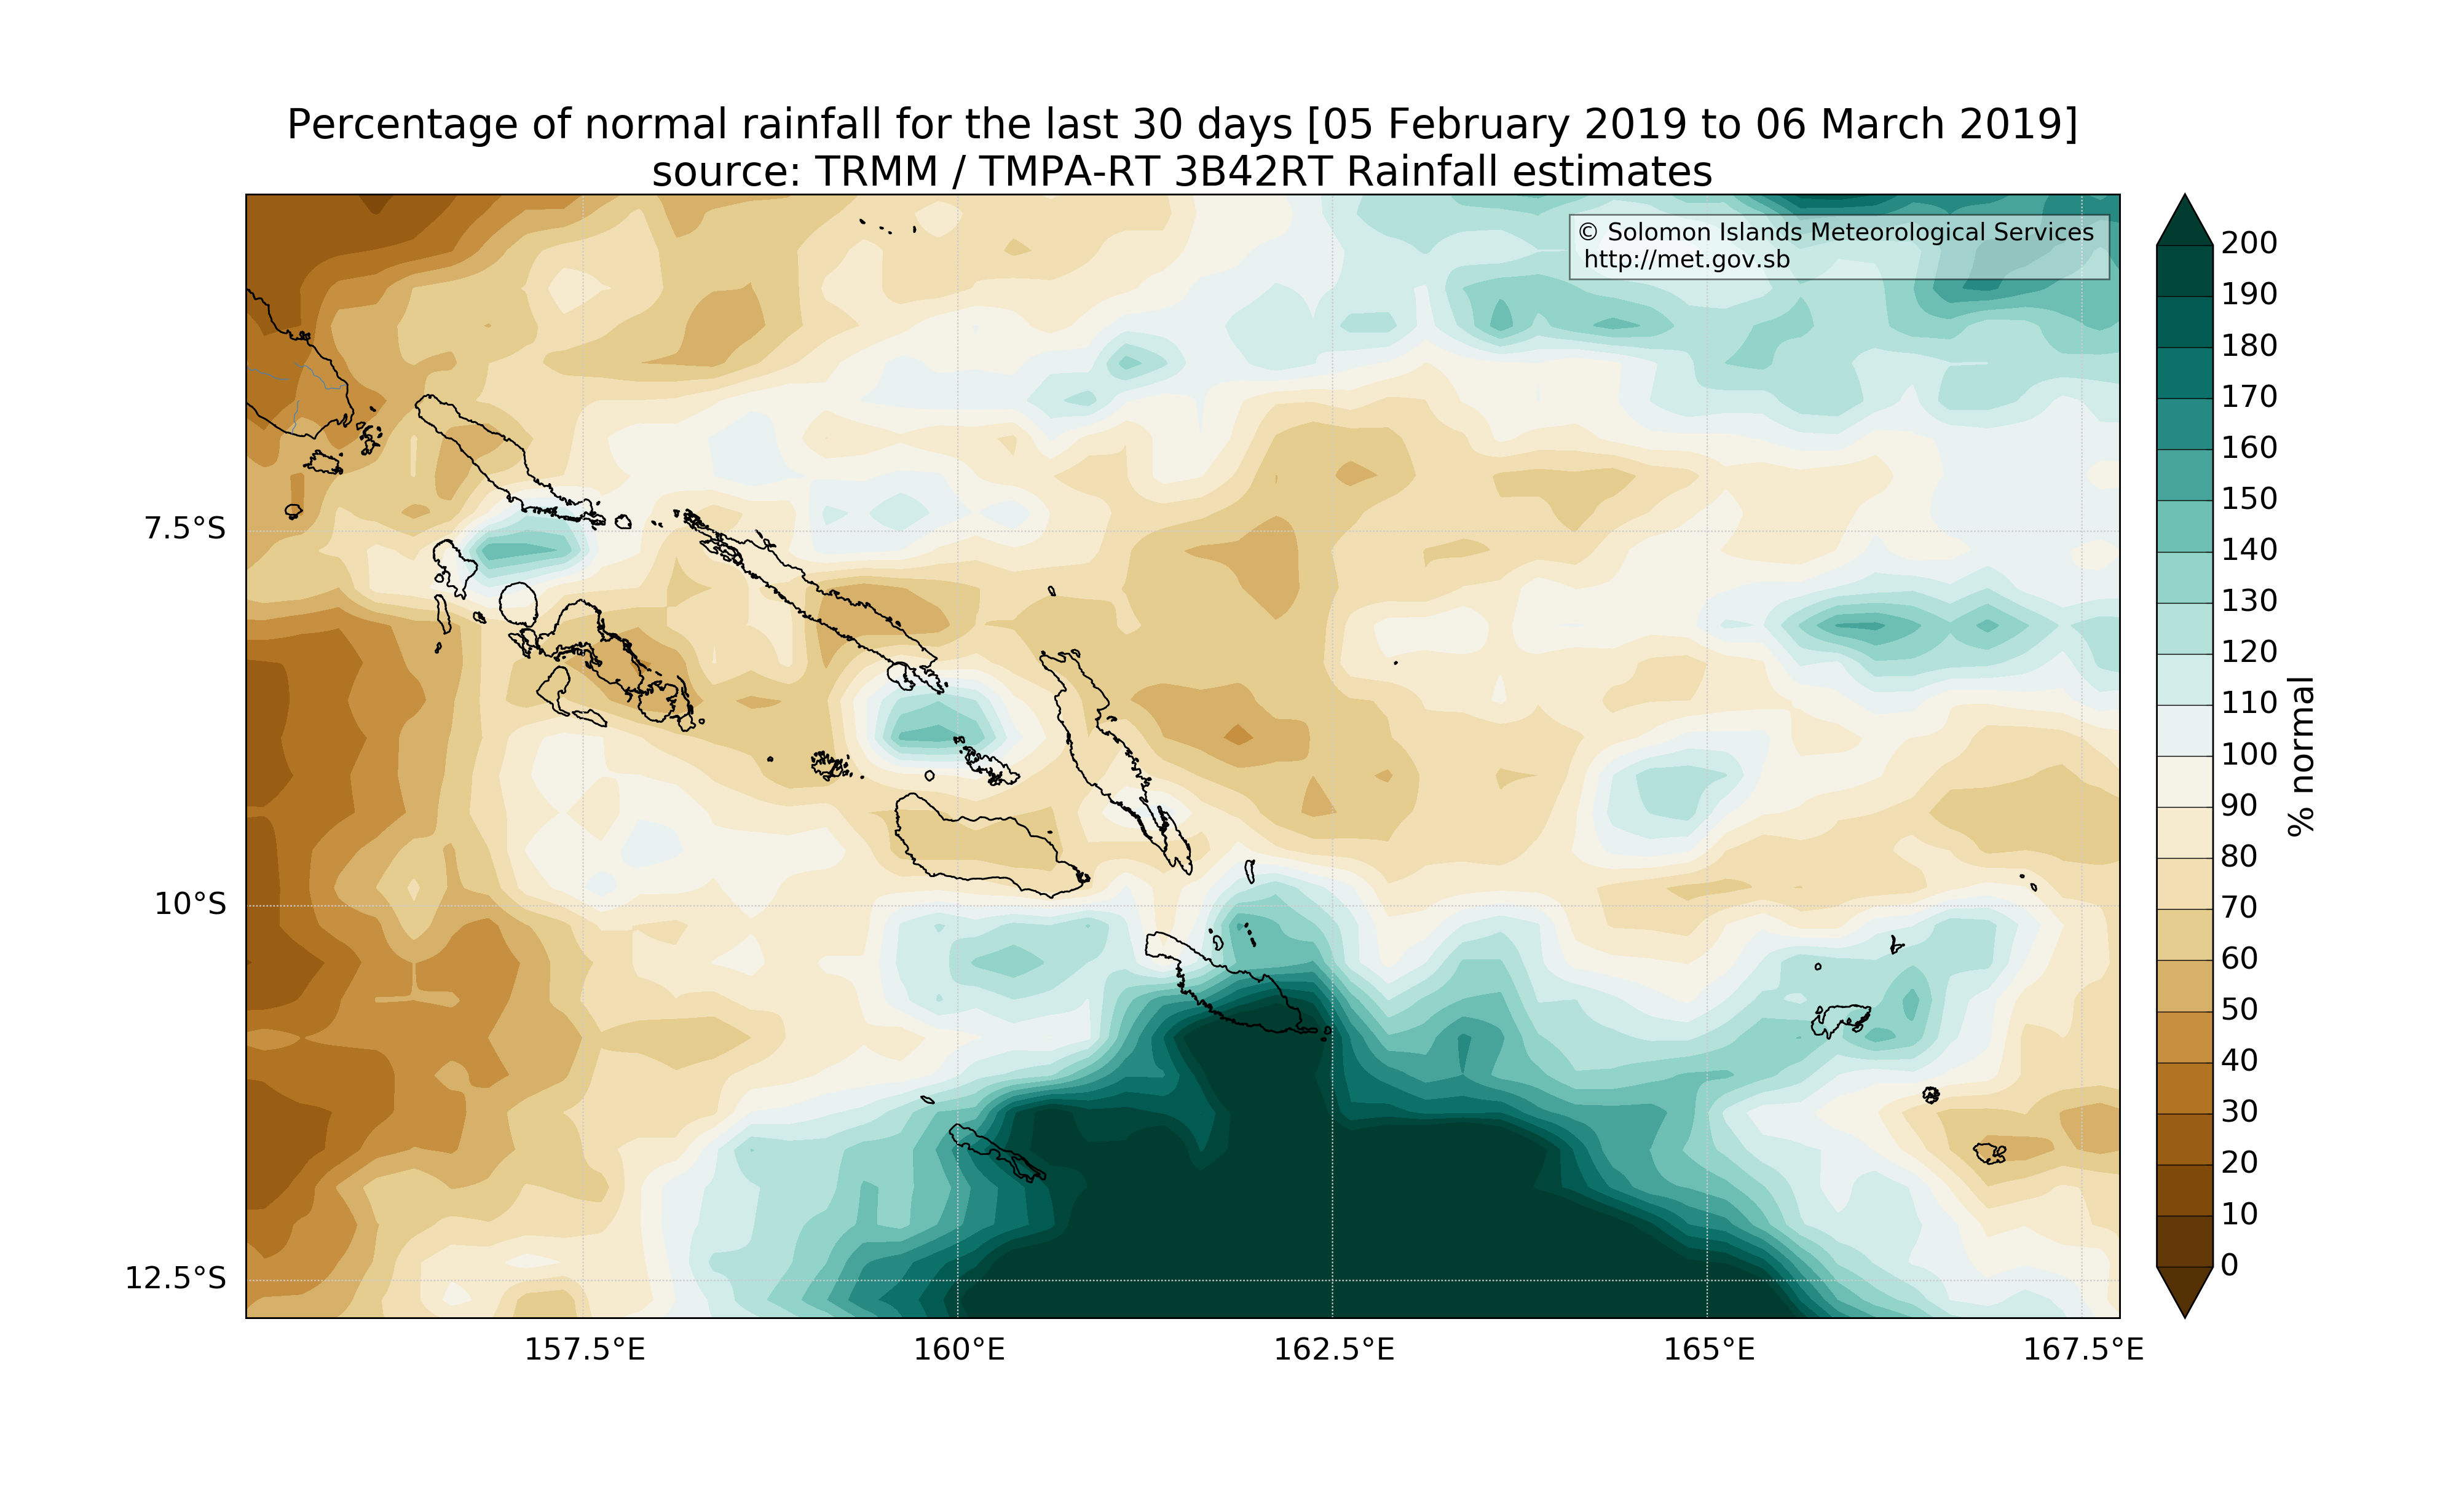 Percentage of normal rainfall for the last 30 days [05 February 2019 to 06 March 2019]
source: TRMM / TMPA-RT 3B42RT Rainfall estimates
© Solomon Islands Meteorological Services
http://met.gov.sb
7.5°S
10°S
12.5°S
157.5°E
160°E
162.5°E
165°E
167.5°E
200
190
180
170
160
150
140
130
120
110
100
90
80
70
60
50
40
30
20
10
0
% normal